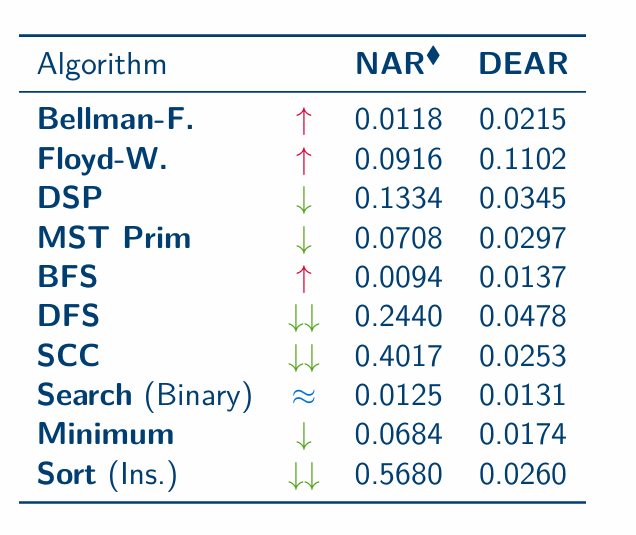 Algorithm NAR♦ DEAR
Bellman-F. ↑ 0.0118 0.0215
Floyd-W. ↑ 0.0916 0.1102
DSP ↓ 0.1334 0.0345
MST Prim ↓ 0.0708 0.0297
BFS ↑ 0.0094 0.0137
DFS ↓↓ 0.2440 0.0478
SCC ↓↓ 0.4017 0.0253
Search (Binary) ≈ 0.0125 0.0131
Minimum ↓ 0.0684 0.0174
Sort (Ins.) ↓↓ 0.5680 0.0260